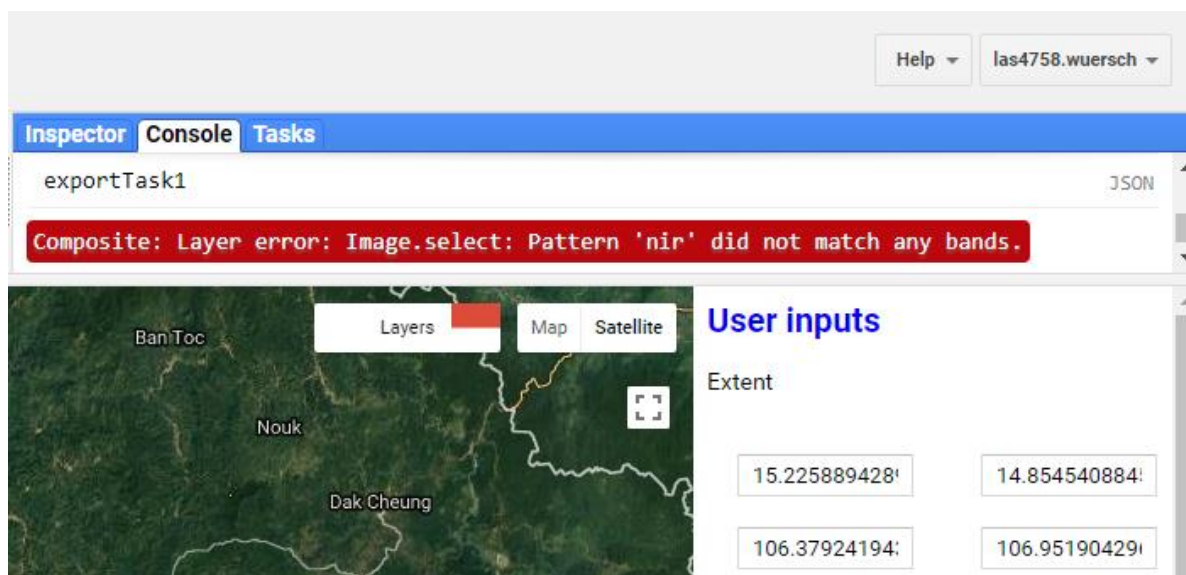 Help las4758.wuersch
Inspector Console Tasks
exportTask1 JSON
Composite: Layer error: Image.select: Pattern 'nir' did not match any bands.
Layers Map Satellite
User inputs
Ban Toc
Extent
Nouk
15.225889428
14.854540884
Dak Cheung
106.37924194
106.95190429